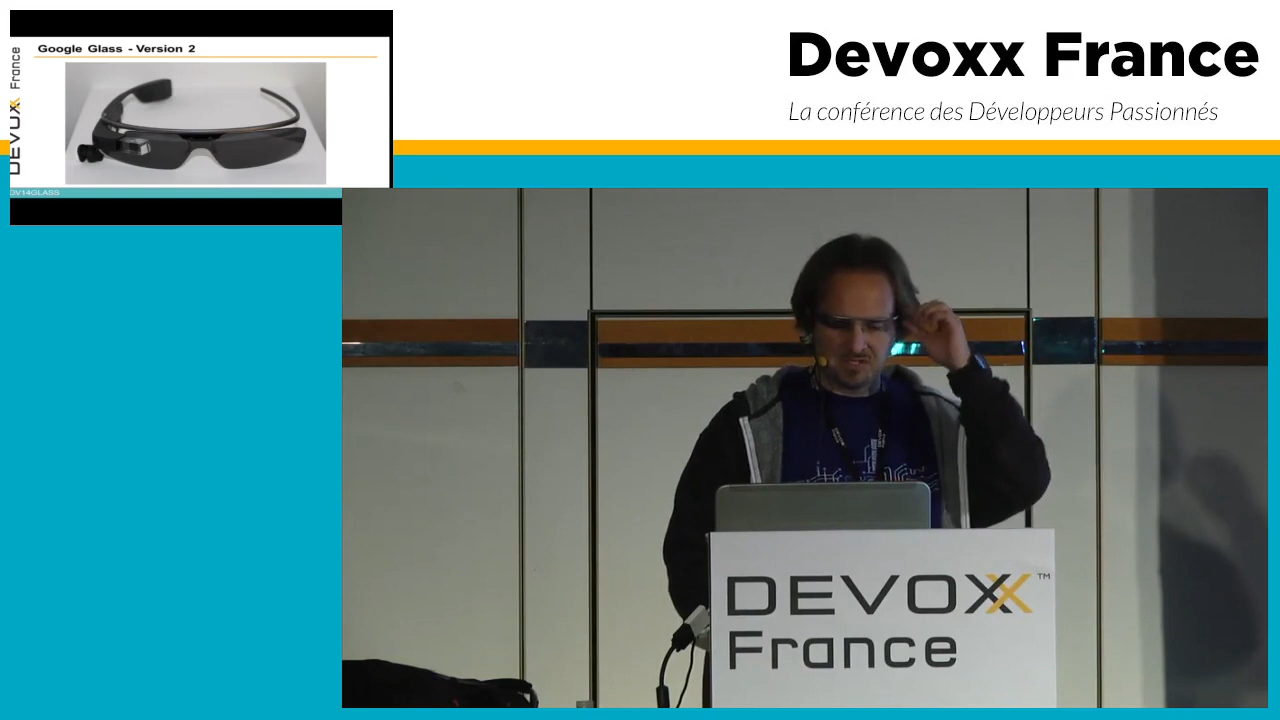 Google Glass - Version 2
DEVOXX France
DV14GLASS
Devoxx France
La conférence des Développeurs Passionnés
DEVOXX™
France